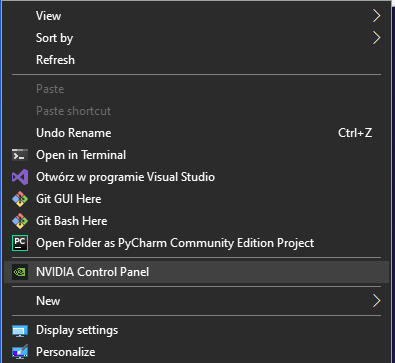 View
Sort by
Refresh
Paste
Paste shortcut
Undo Rename Ctrl+Z
Open in Terminal
Otwórz w programie Visual Studio
Git GUI Here
Git Bash Here
PC Open Folder as PyCharm Community Edition Project
NVIDIA Control Panel
New
Display settings
Personalize